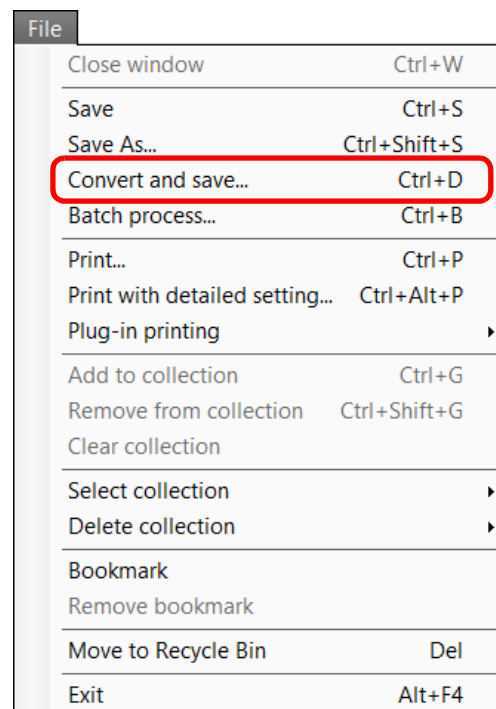 File
Close window Ctrl+W
Save Ctrl+S
Save As... Ctrl+Shift+S
Convert and save... Ctrl+D
Batch process... Ctrl+B
Print... Ctrl+P
Print with detailed setting... Ctrl+Alt+P
Plug-in printing
Add to collection Ctrl+G
Remove from collection Ctrl+Shift+G
Clear collection
Select collection
Delete collection
Bookmark
Remove bookmark
Move to Recycle Bin Del
Exit Alt+F4